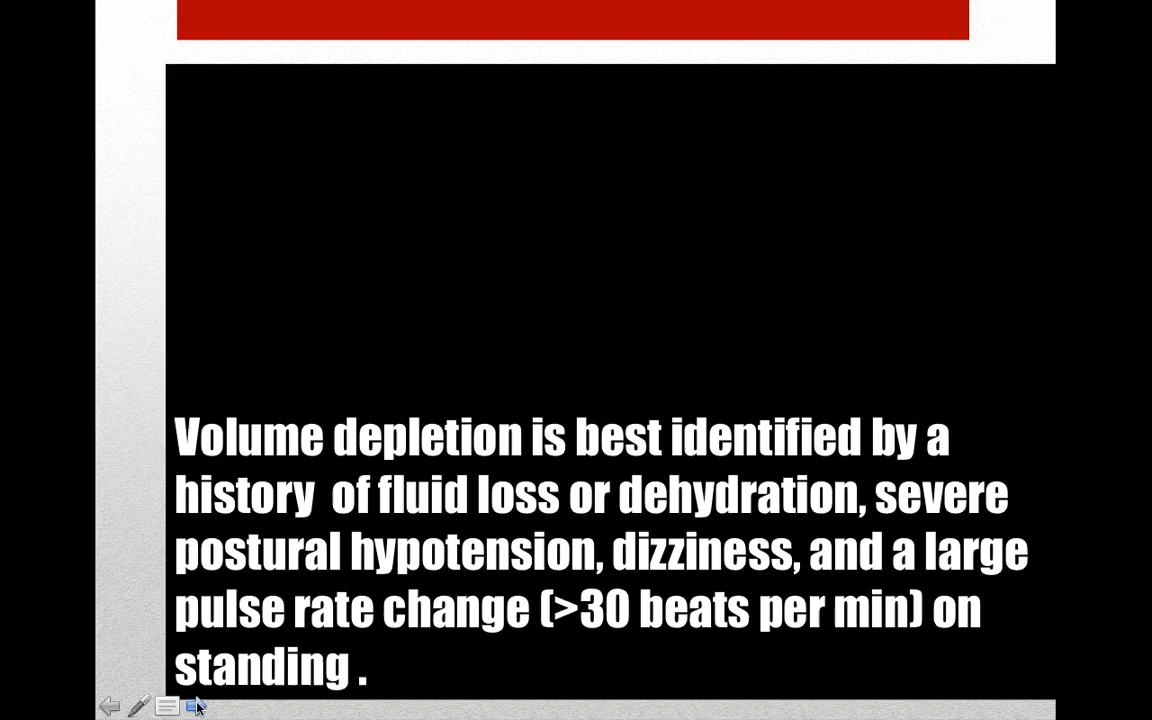 Volume depletion is best identified by a
history  of fluid loss or dehydration, severe
postural hypotension, dizziness, and a large
pulse rate change (>30 beats per min) on
standing .